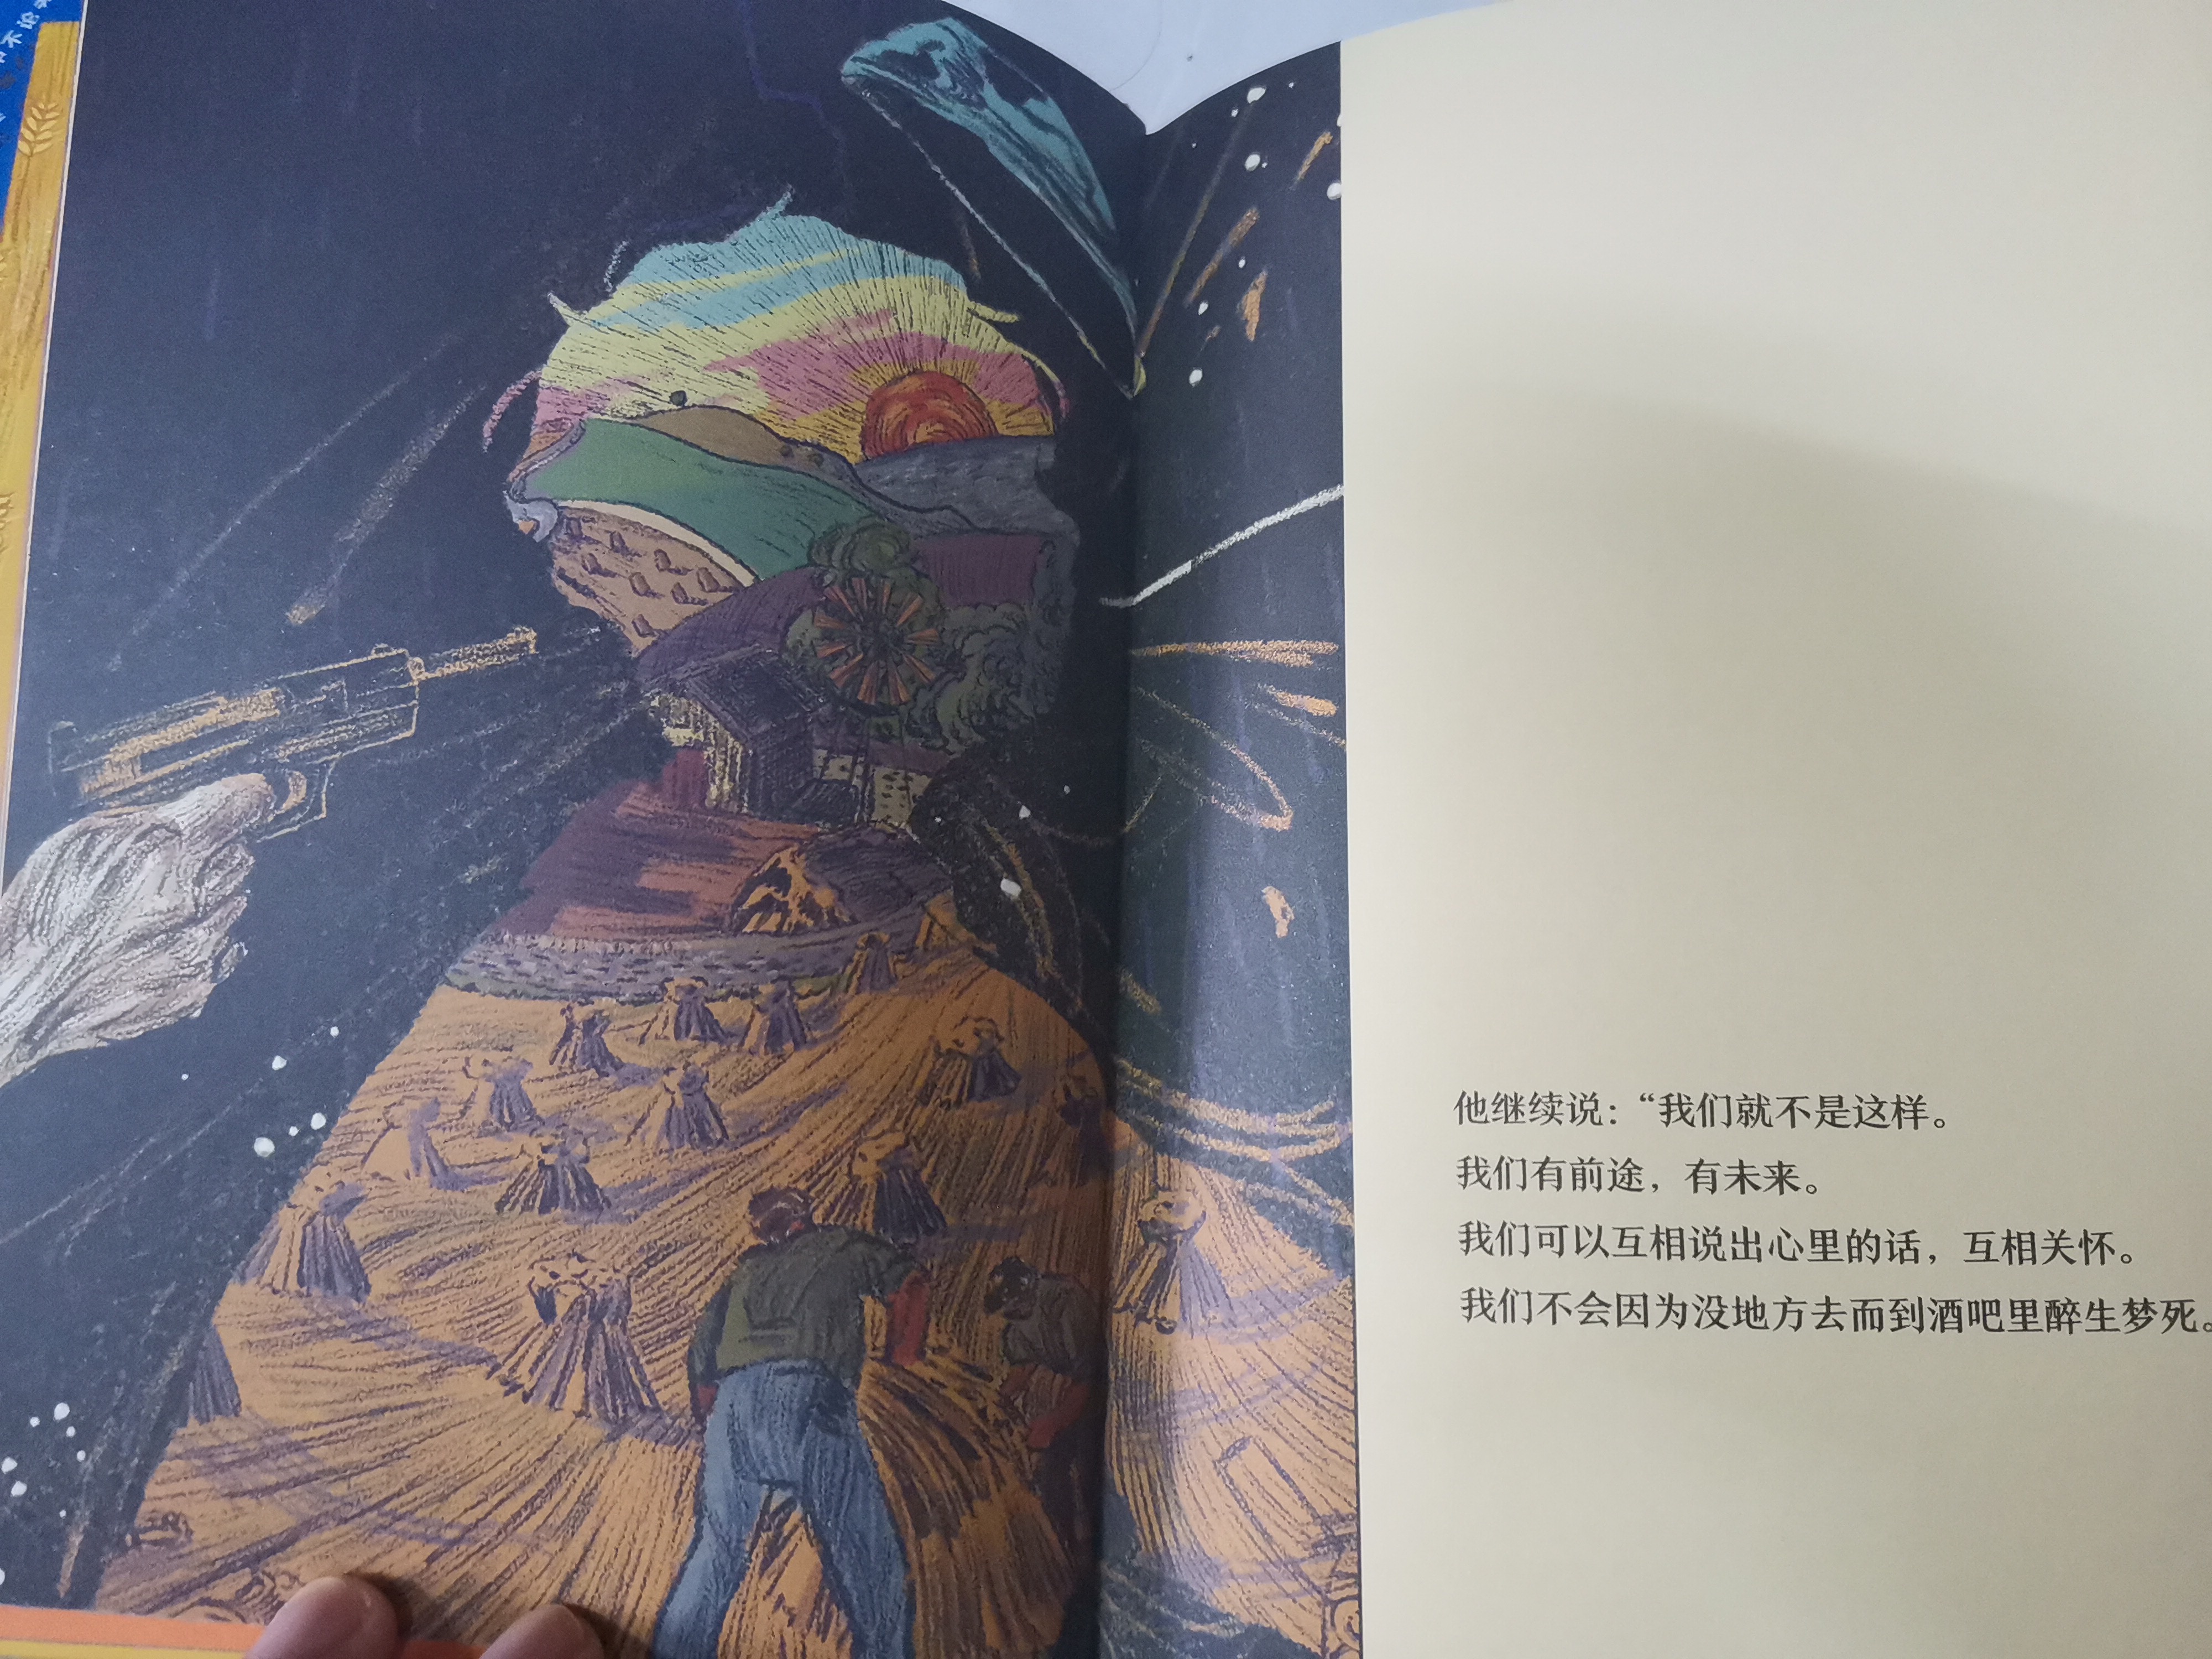 他继续说：“我们就不是这样。
我们有前途，有未来。
我们可以互相说出心里的话，互相关怀。
我们不会因为没地方去而到酒吧里醉生梦死。